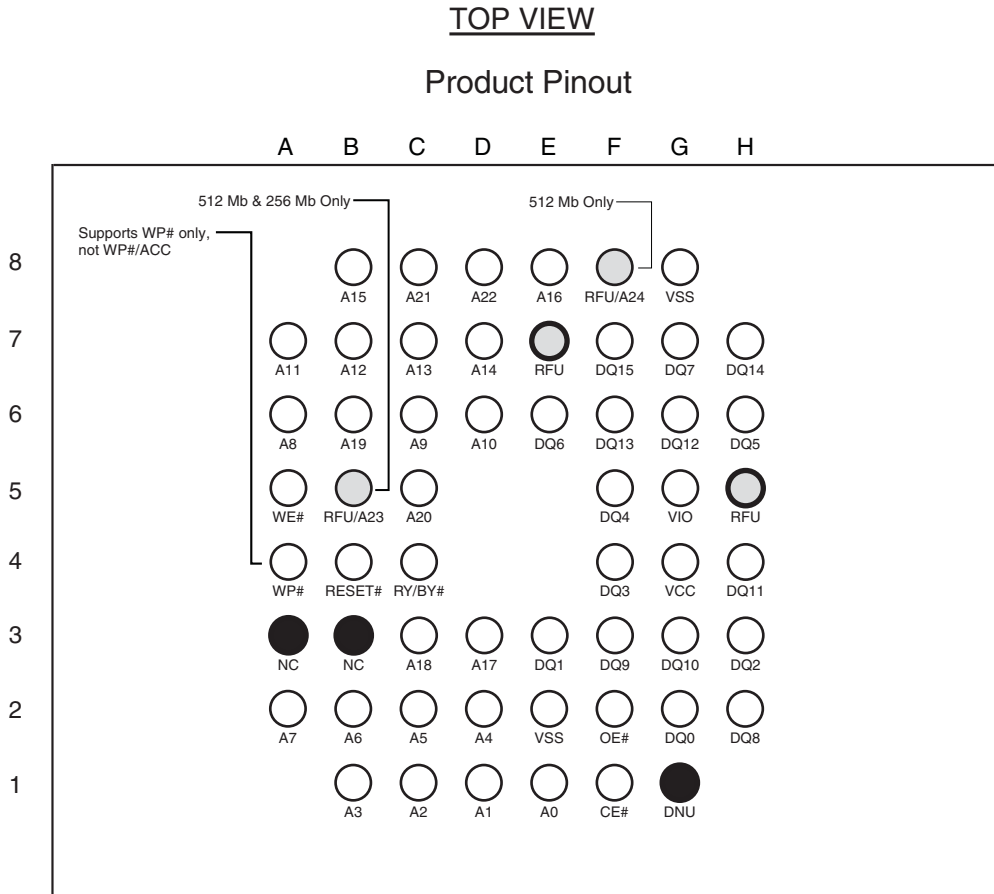 TOP VIEW
Product Pinout
A B C D E F G H
512 Mb & 256 Mb Only
512 Mb Only
Supports WP# only,
not WP#/ACC
8
A15 A21 A22 A16 RFU/A24 VSS
7
A11 A12 A13 A14 RFU DQ15 DQ7 DQ14
6
A8 A19 A9 A10 DQ6 DQ13 DQ12 DQ5
5
WE# RFU/A23 A20 DQ4 VIO RFU
4
WP# RESET# RY/BY# DQ3 VCC DQ11
3
NC NC A18 A17 DQ1 DQ9 DQ10 DQ2
2
A7 A6 A5 A4 VSS OE# DQ0 DQ8
1
A3 A2 A1 A0 CE# DNU